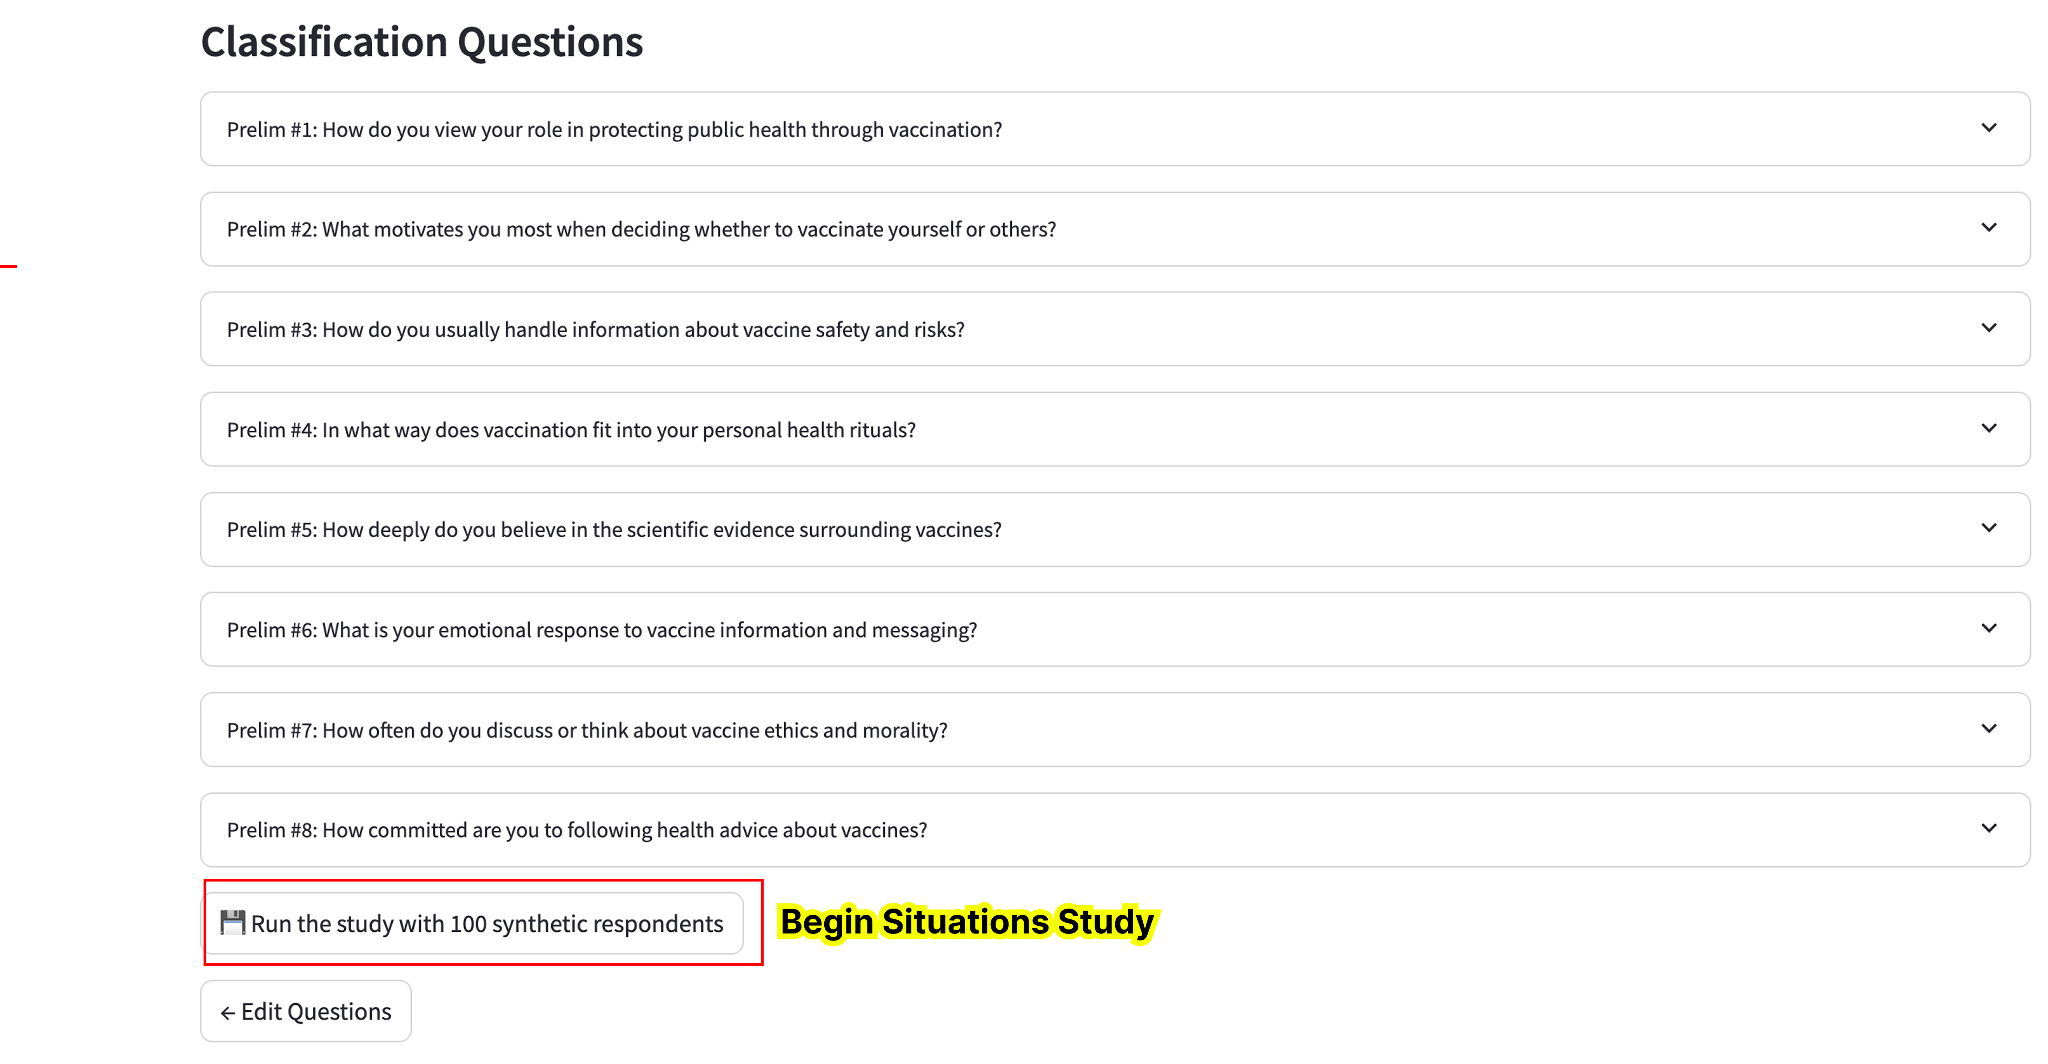 Classification Questions
Prelim #1: How do you view your role in protecting public health through vaccination?
Prelim #2: What motivates you most when deciding whether to vaccinate yourself or others?
Prelim #3: How do you usually handle information about vaccine safety and risks?
Prelim #4: In what way does vaccination fit into your personal health rituals?
Prelim #5: How deeply do you believe in the scientific evidence surrounding vaccines?
Prelim #6: What is your emotional response to vaccine information and messaging?
Prelim #7: How often do you discuss or think about vaccine ethics and morality?
Prelim #8: How committed are you to following health advice about vaccines?
💾 Run the study with 100 synthetic respondents Begin Situations Study
← Edit Questions